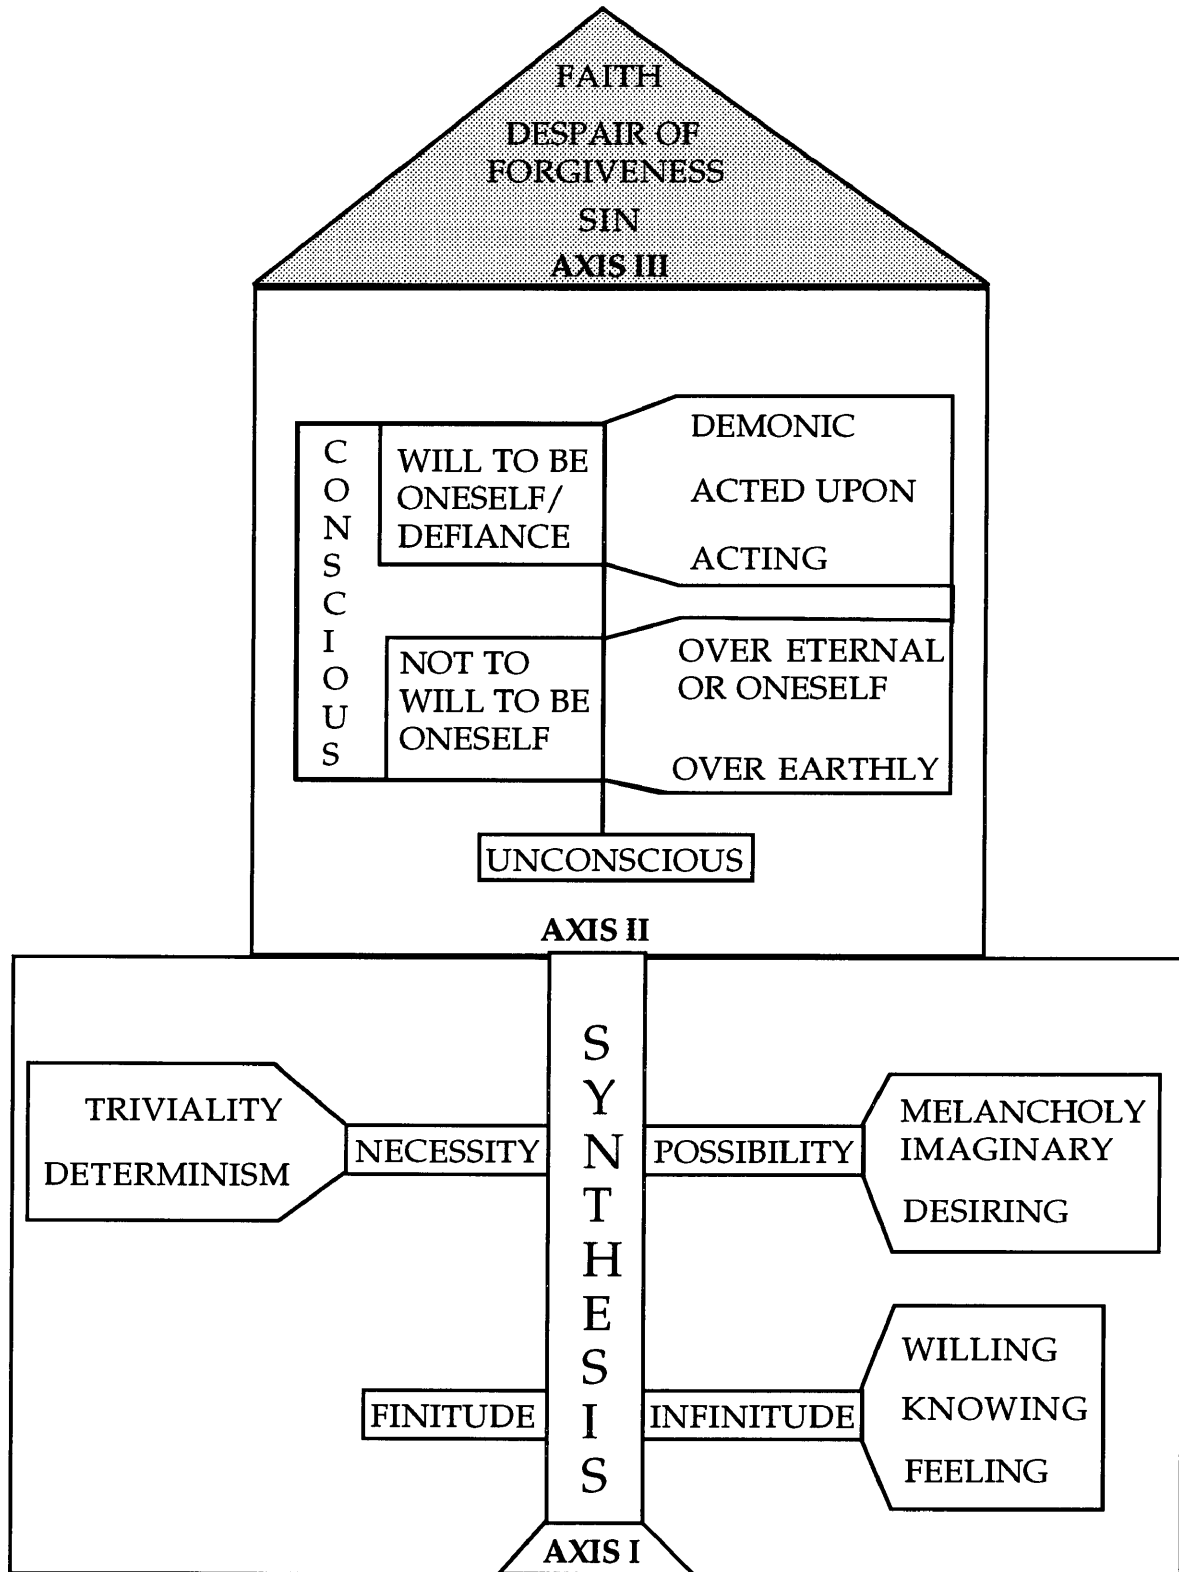 FAITH
DESPAIR OF
FORGIVENESS
SIN
AXIS III
CONSCIOUS
WILL TO BE
ONESELF/
DEFIANCE
DEMONIC
ACTED UPON
ACTING
NOT TO
WILL TO BE
ONESELF
OVER ETERNAL
OR ONESELF
OVER EARTHLY
UNCONSCIOUS
AXIS II
SYNTHESIS
TRIVIALITY
DETERMINISM
NECESSITY
POSSIBILITY
MELANCHOLY
IMAGINARY
DESIRING
FINITUDE
INFINITUDE
WILLING
KNOWING
FEELING
AXIS I